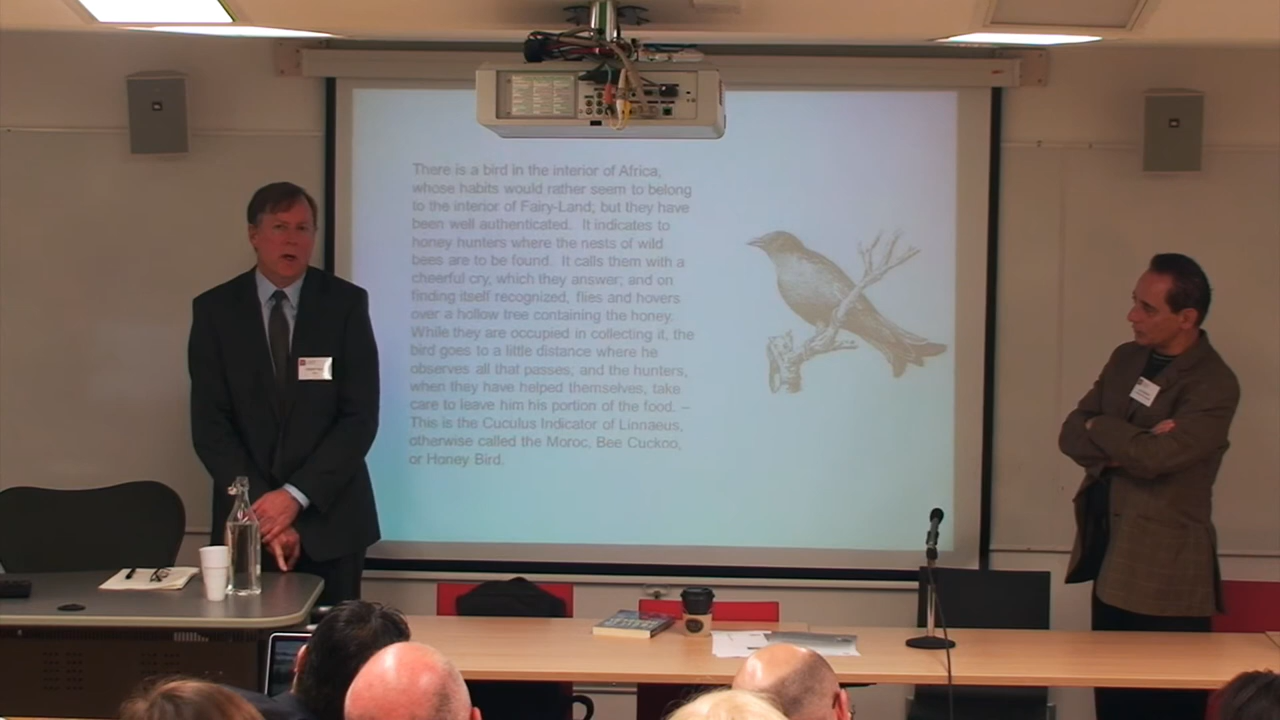 There is a bird in the interior of Africa,
whose habits would rather seem to belong
to the interior of Fairy-Land; but they have
been well authenticated. It indicates to
honey hunters where the nests of wild
bees are to be found. It calls them with a
cheerful cry, which they answer; and on
finding itself recognized, flies and hovers
over a hollow tree containing the honey.
While they are occupied in collecting it, the
bird goes to a little distance where he
observes all that passes; and the hunters,
when they have helped themselves, take
care to leave him his portion of the food. –
This is the Cuculus Indicator of Linnaeus,
otherwise called the Moroc, Bee Cuckoo,
or Honey Bird.